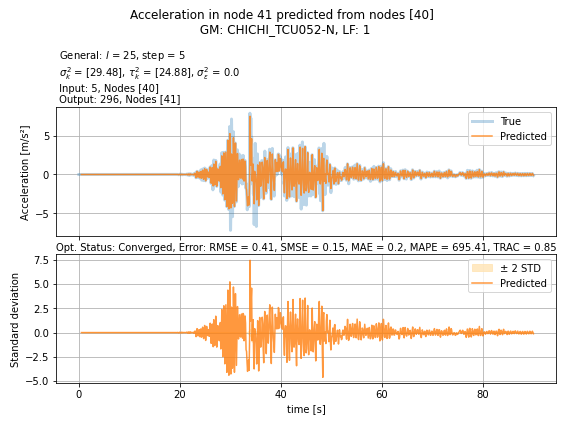 Acceleration in node 41 predicted from nodes [40]
GM: CHICHI_TCU052-N, LF: 1
General: l = 25, step = 5
σ²ₖ = [29.48], τ²ₖ = [24.88], σ²ε = 0.0
Input: 5, Nodes [40]
Output: 296, Nodes [41]
Acceleration [m/s²]
5
0
−5
True
Predicted
Opt. Status: Converged, Error: RMSE = 0.41, SMSE = 0.15, MAE = 0.2, MAPE = 695.41, TRAC = 0.85
Standard deviation
7.5
5.0
2.5
0.0
−2.5
−5.0
± 2 STD
Predicted
0 20 40 60 80
time [s]